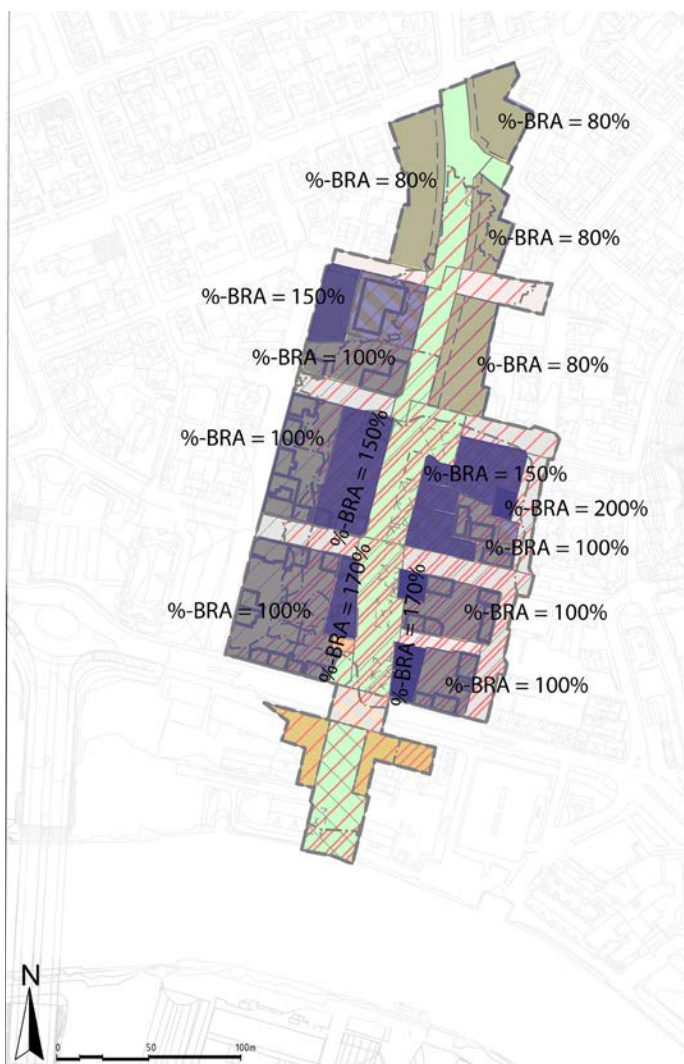 %-BRA = 80%
%-BRA = 80%
%-BRA = 80%
%-BRA = 150%
%-BRA = 100%
%-BRA = 80%
%-BRA = 100%
%-BRA = 150%
%-BRA = 150%
%-BRA = 200%
%-BRA = 100%
%-BRA = 170%
%-BRA = 170%
%-BRA = 100%
%-BRA = 100%
%-BRA = 100%
N
0 50 100m